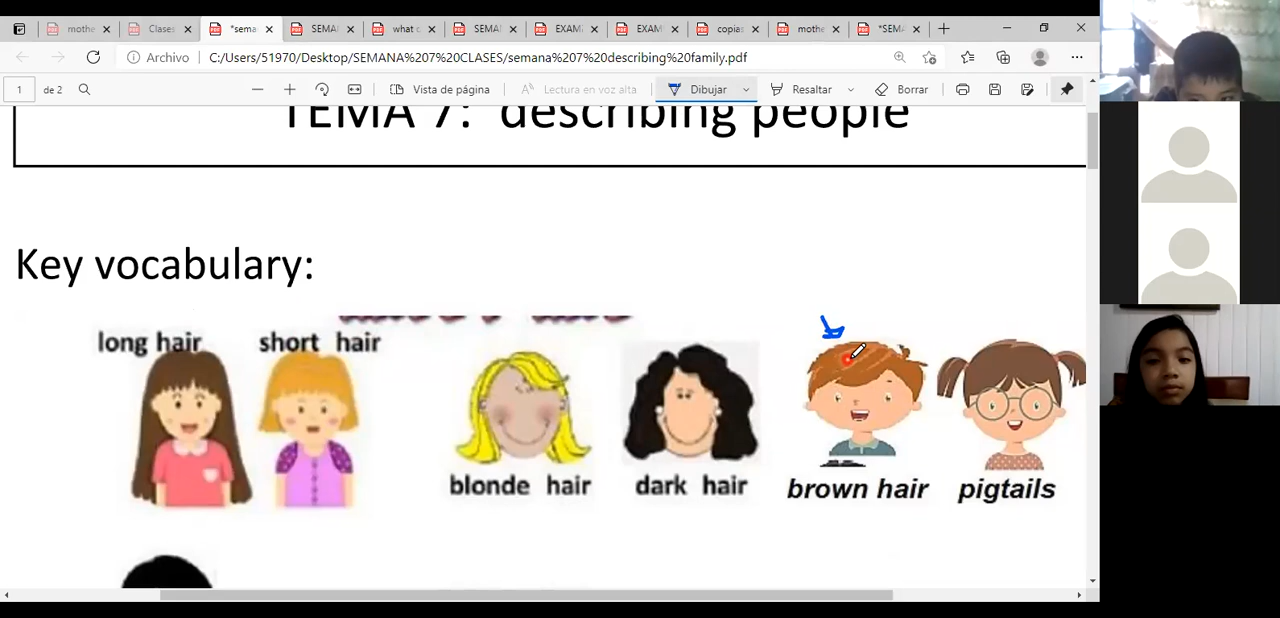 mothe
Clases
*sema
SEMA
what c
SEMA
EXAM
EXAM
copias
mothe
*SEMA
Archivo
C:/Users/51970/Desktop/SEMANA%207%20CLASES/semana%207%20describing%20family.pdf
1 de 2
Vista de página
Lectura en voz alta
Dibujar
Resaltar
Borrar
TEMA 7: describing people
Key vocabulary:
long hair
short hair
blonde hair
dark hair
brown hair
pigtails